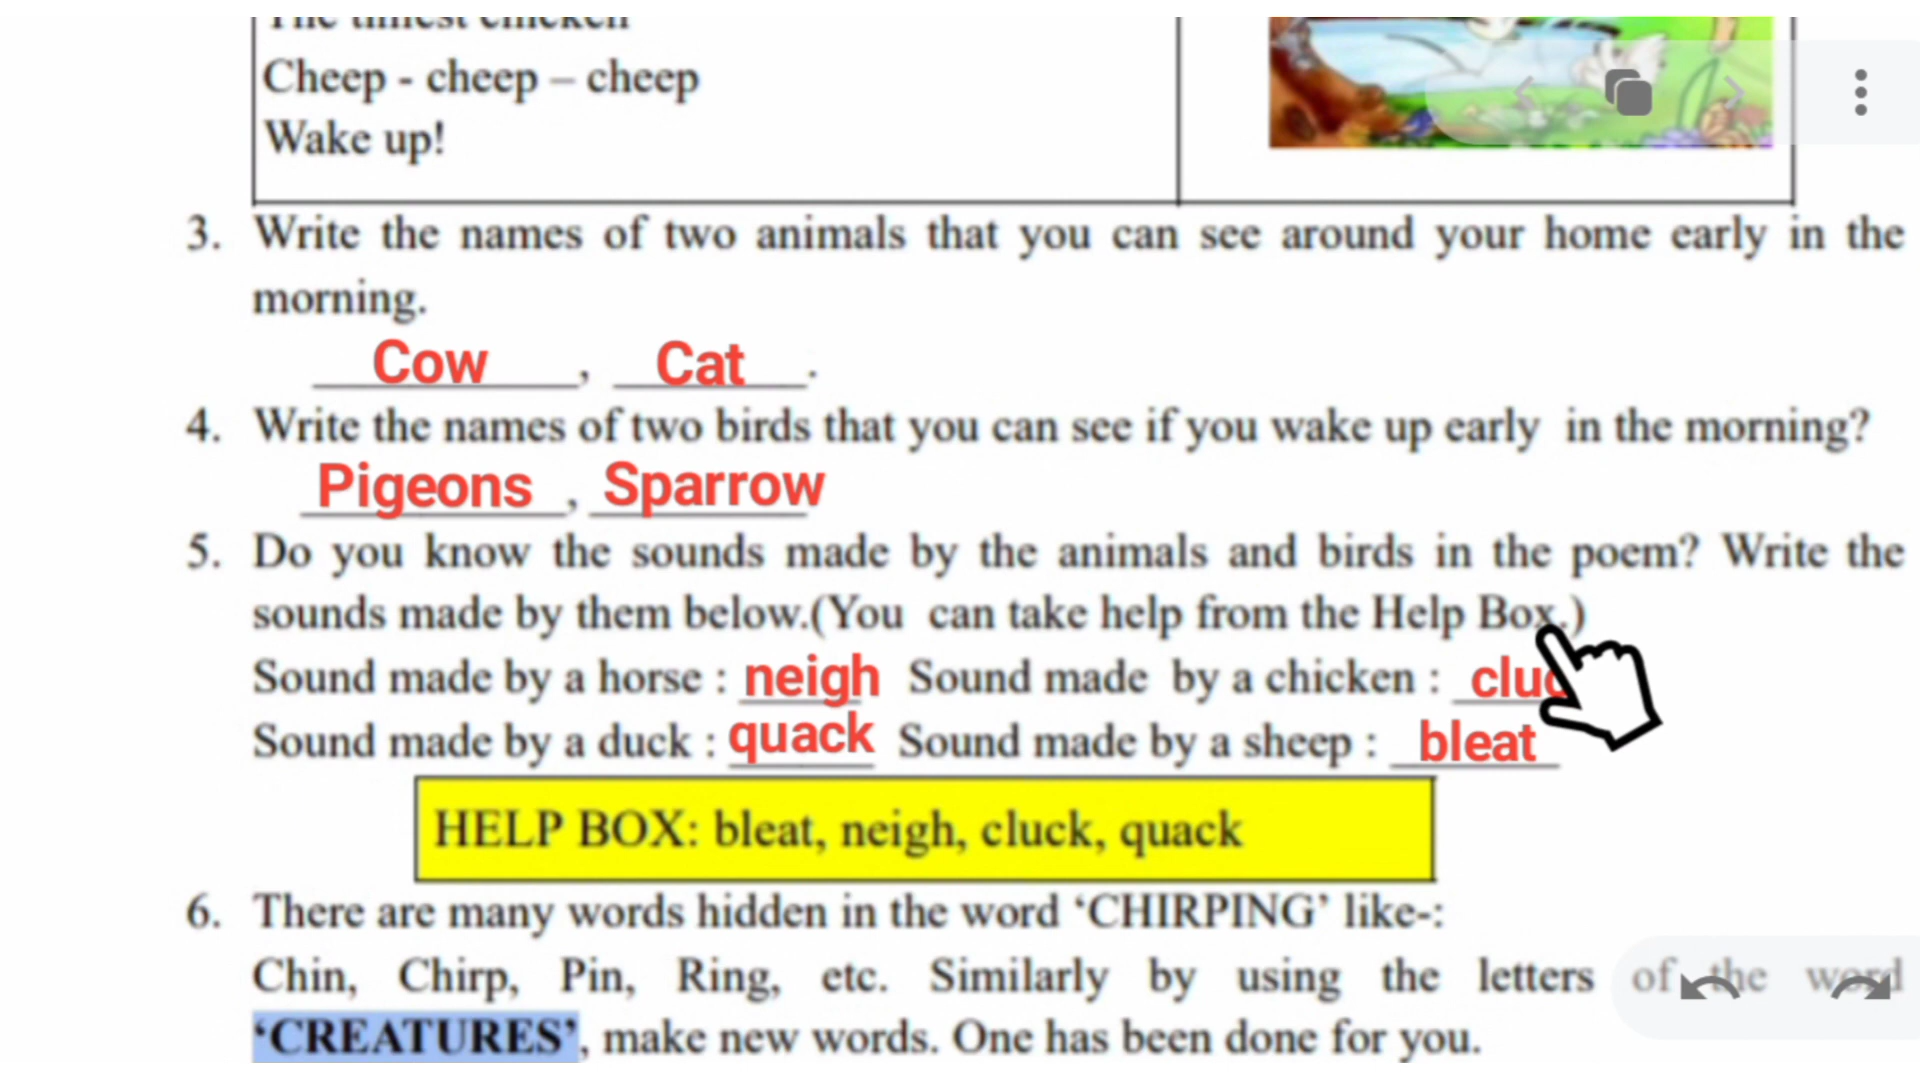 The tiniest chicken
Cheep - cheep – cheep
Wake up!
3. Write the names of two animals that you can see around your home early in the
morning.
Cow , Cat .
4. Write the names of two birds that you can see if you wake up early in the morning?
Pigeons , Sparrow
5. Do you know the sounds made by the animals and birds in the poem? Write the
sounds made by them below.(You can take help from the Help Box.)
Sound made by a horse : neigh Sound made by a chicken : cluc
Sound made by a duck : quack Sound made by a sheep : bleat
HELP BOX: bleat, neigh, cluck, quack
6. There are many words hidden in the word ‘CHIRPING’ like-:
Chin, Chirp, Pin, Ring, etc. Similarly by using the letters of the word
‘CREATURES’, make new words. One has been done for you.